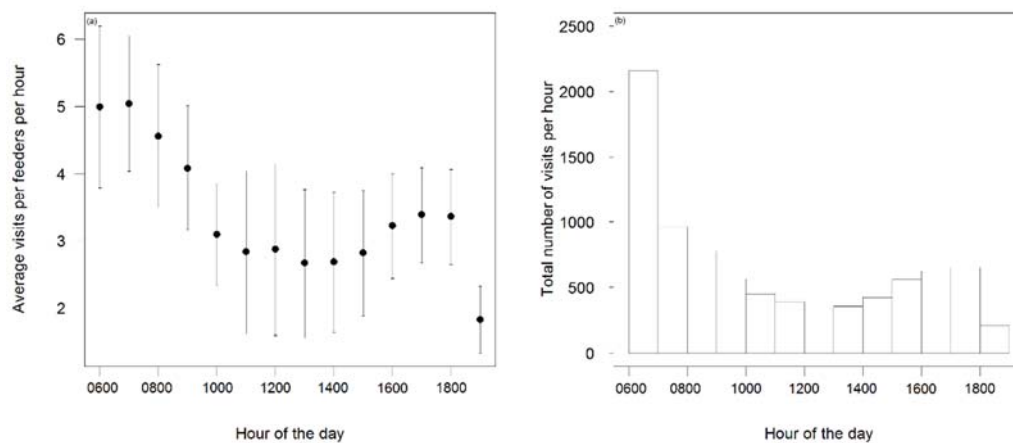 (a)
Average visits per feeders per hour
6
5
4
3
2
0600 0800 1000 1200 1400 1600 1800
Hour of the day
(b)
Total number of visits per hour
2500
2000
1500
1000
500
0
0600 0800 1000 1200 1400 1600 1800
Hour of the day